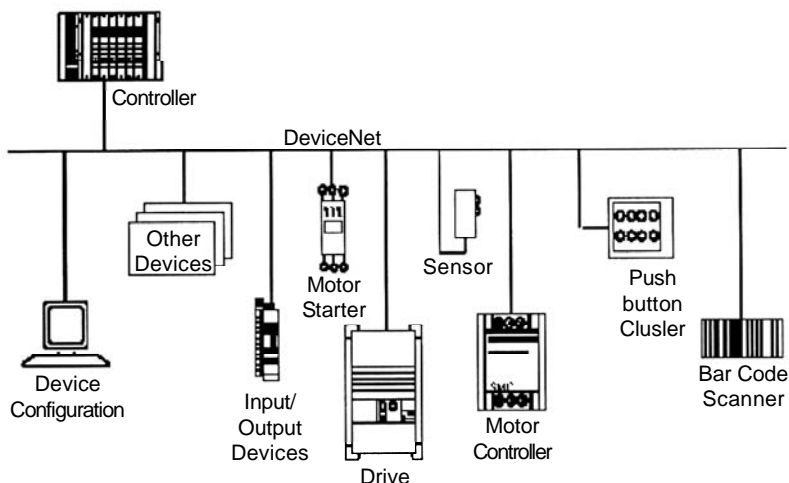 Controller
DeviceNet
Other
Devices
Motor
Starter
Sensor
Push
button
Clusler
Device
Configuration
Input/
Output
Devices
Drive
SMC
Motor
Controller
Bar Code
Scanner